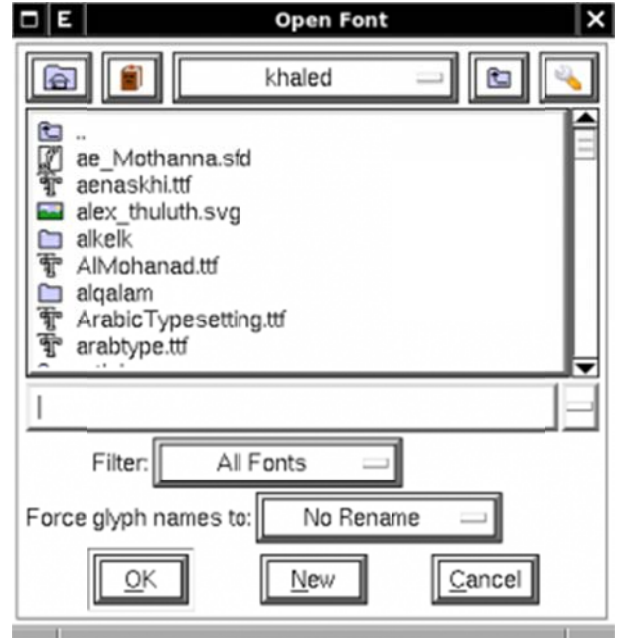 E Open Font
khaled
..
ae_Mothanna.sfd
aenaskhi.ttf
alex_thuluth.svg
alkelk
AlMohanad.ttf
alqalam
ArabicTypesetting.ttf
arabtype.ttf
Filter: All Fonts
Force glyph names to: No Rename
OK New Cancel